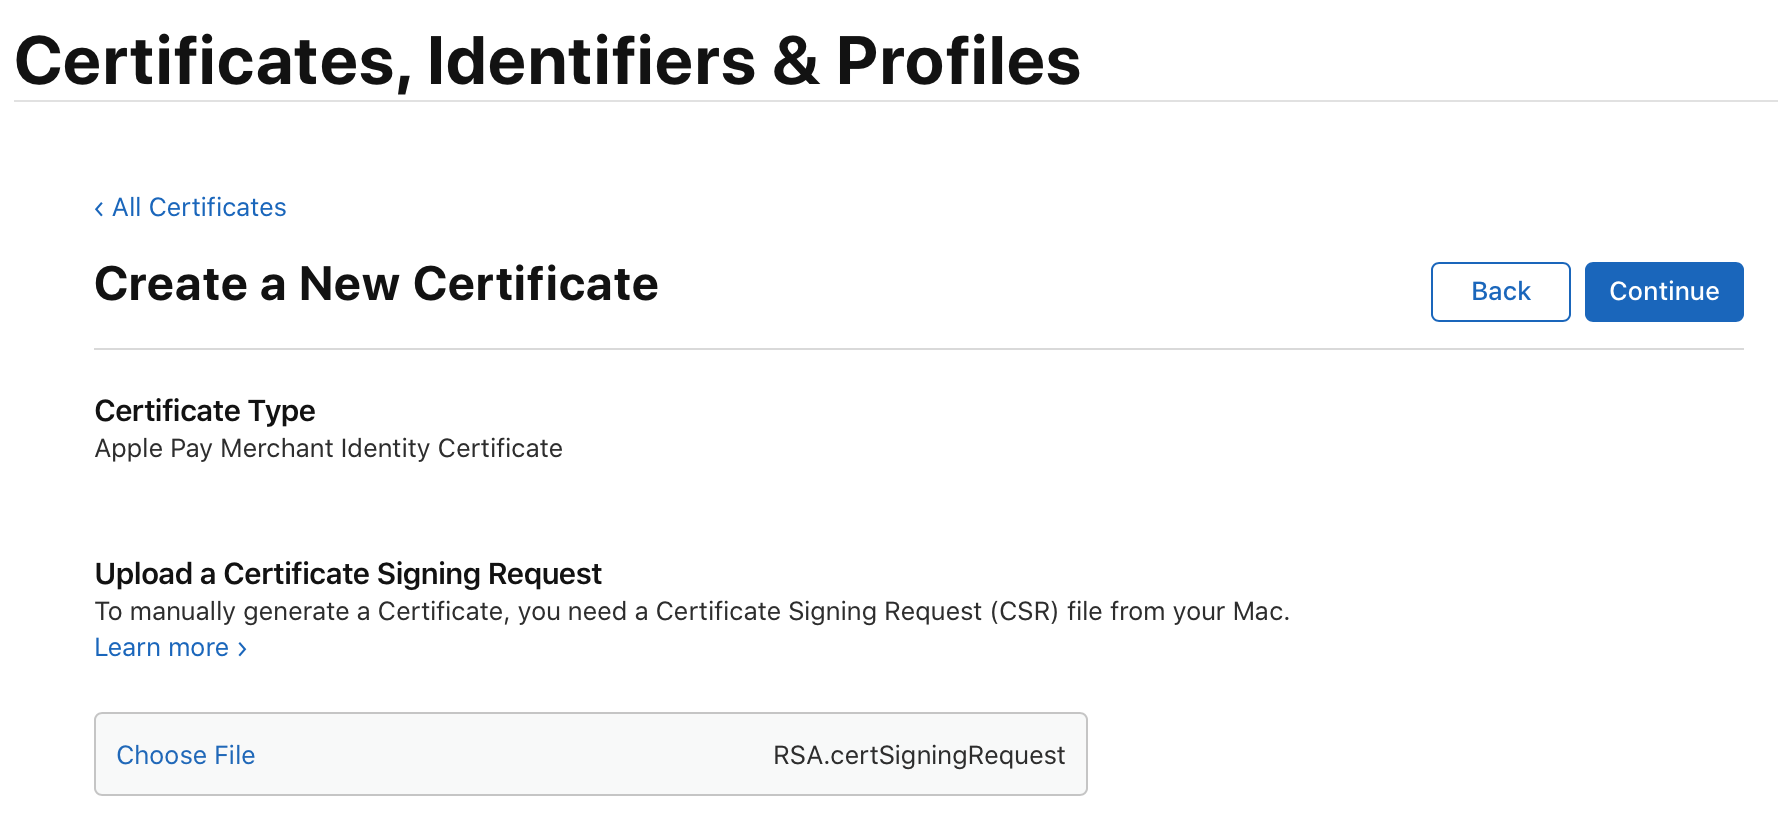 Certificates, Identifiers & Profiles
‹ All Certificates
Create a New Certificate
Back
Continue
Certificate Type
Apple Pay Merchant Identity Certificate
Upload a Certificate Signing Request
To manually generate a Certificate, you need a Certificate Signing Request (CSR) file from your Mac.
Learn more ›
Choose File
RSA.certSigningRequest